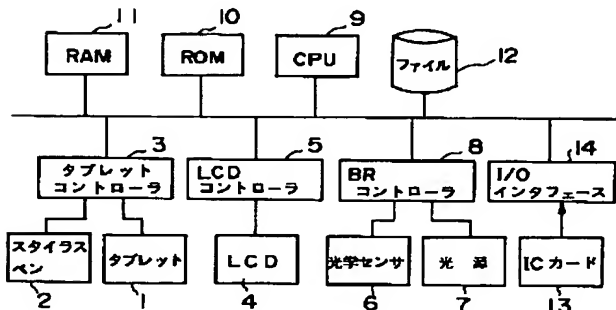 11
10
9
RAM
ROM
CPU
ファイル
12
3
5
8
14
タブレット
コントローラ
LCD
コントローラ
BR
コントローラ
I/O
インタフェース
スタイラス
ペン
タブレット
LCD
光学センサ
光源
ICカード
2
1
4
6
7
13